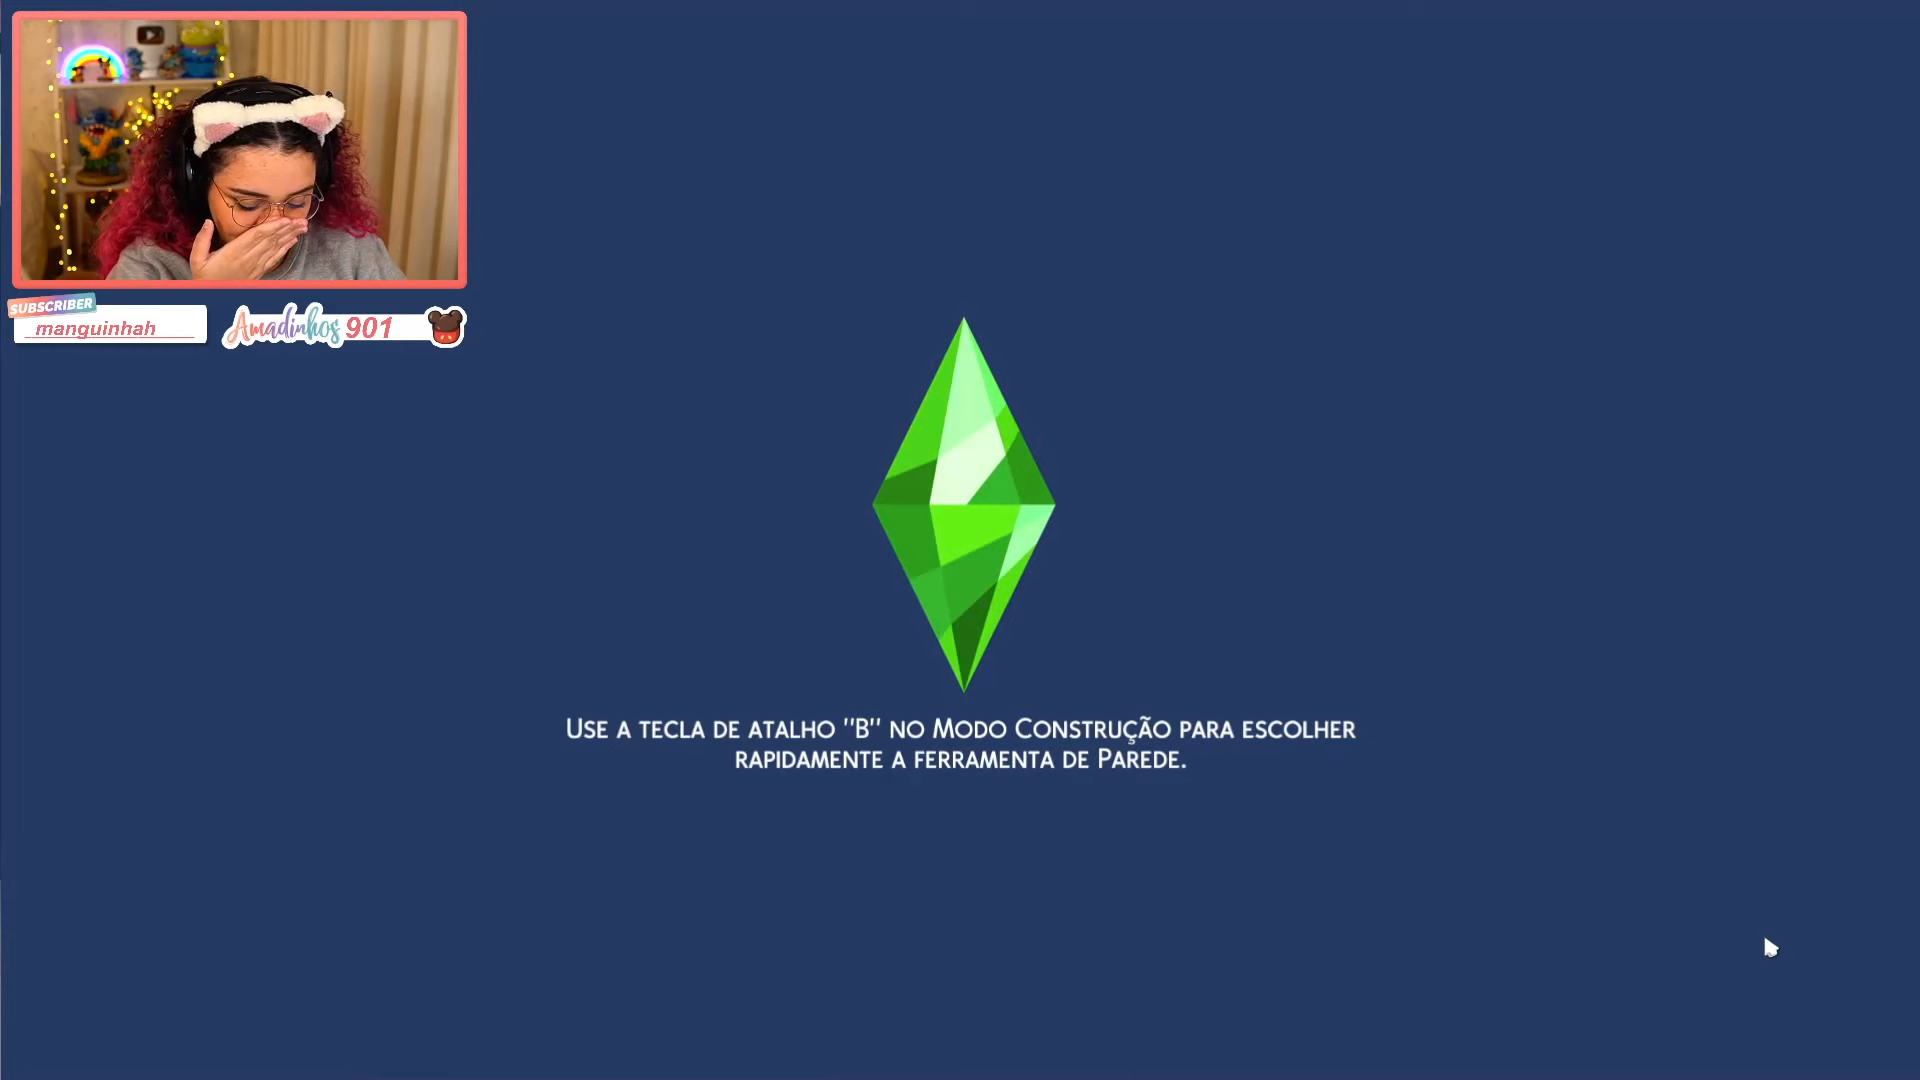 SUBSCRIBER
manguinhah
Amadinhos 901
Use a tecla de atalho "B" no Modo Construção para escolher
rapidamente a ferramenta de Parede.